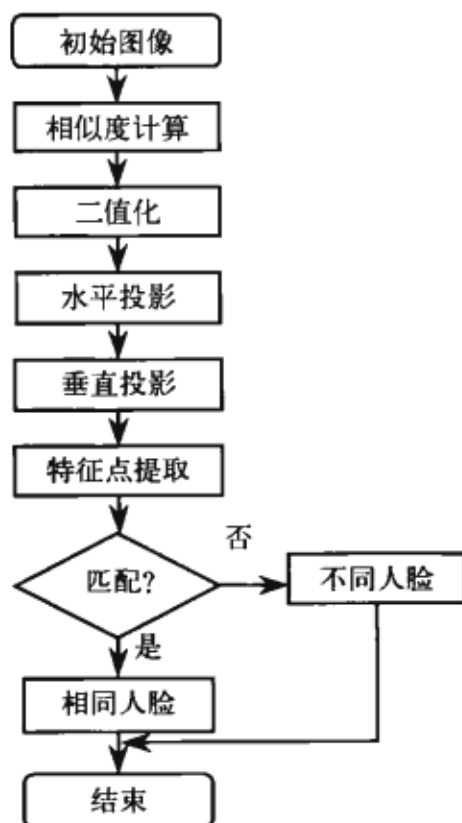 初始图像
相似度计算
二值化
水平投影
垂直投影
特征点提取
匹配?
否
不同人脸
是
相同人脸
结束